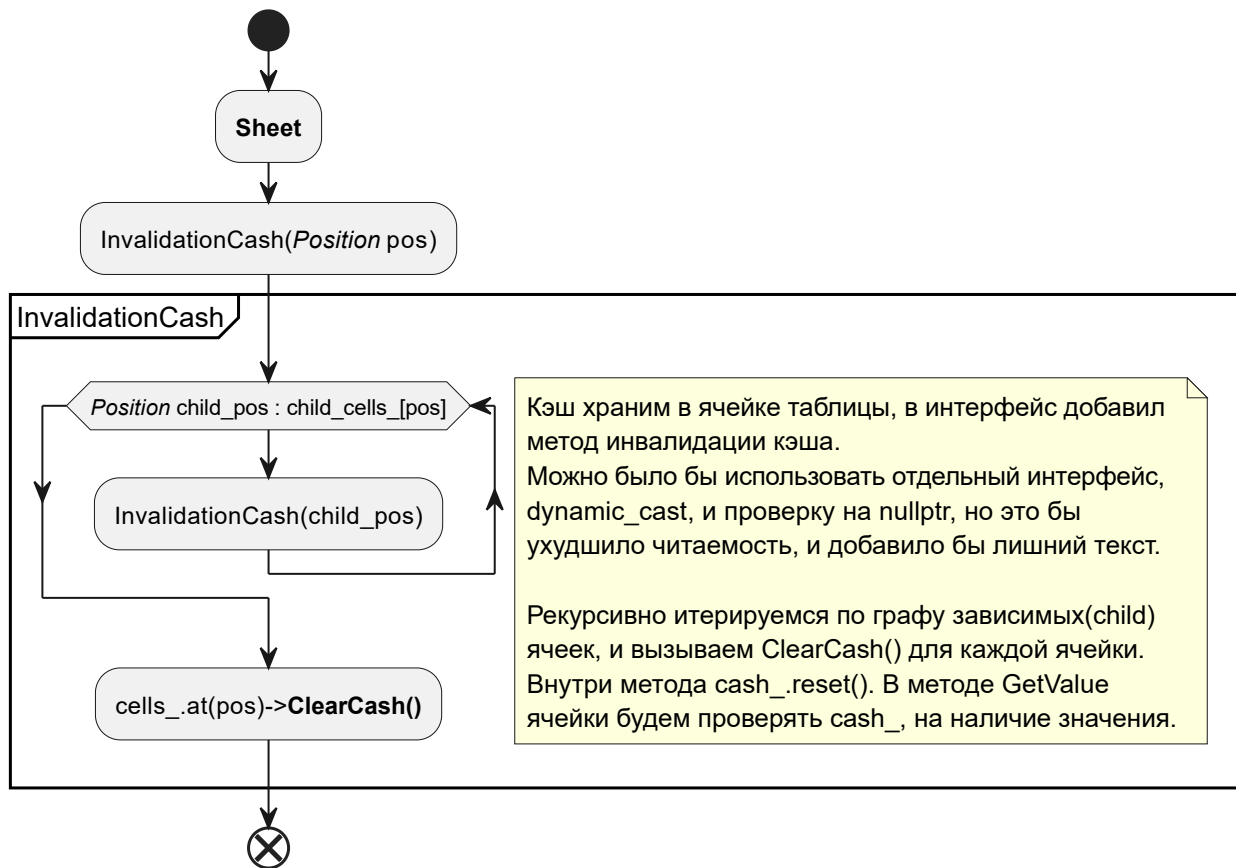 Sheet
InvalidationCash(Position pos)
InvalidationCash
Position child_pos : child_cells_[pos]
InvalidationCash(child_pos)
cells_.at(pos)->ClearCash()
Кэш храним в ячейке таблицы, в интерфейс добавил
метод инвалидации кэша.
Можно было бы использовать отдельный интерфейс,
dynamic_cast, и проверку на nullptr, но это бы
ухудшило читаемость, и добавило бы лишний текст.
Рекурсивно итерируемся по графу зависимых(child)
ячеек, и вызываем ClearCash() для каждой ячейки.
Внутри метода cash_.reset(). В методе GetValue
ячейки будем проверять cash_, на наличие значения.